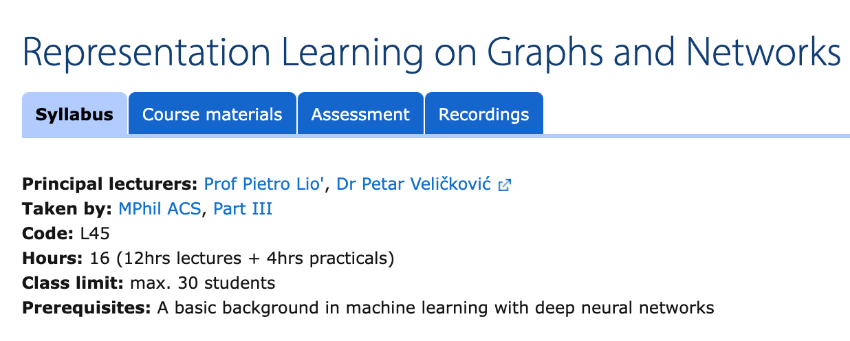 Representation Learning on Graphs and Networks
Syllabus Course materials Assessment Recordings
Principal lecturers: Prof Pietro Lio', Dr Petar Veličković
Taken by: MPhil ACS, Part III
Code: L45
Hours: 16 (12hrs lectures + 4hrs practicals)
Class limit: max. 30 students
Prerequisites: A basic background in machine learning with deep neural networks